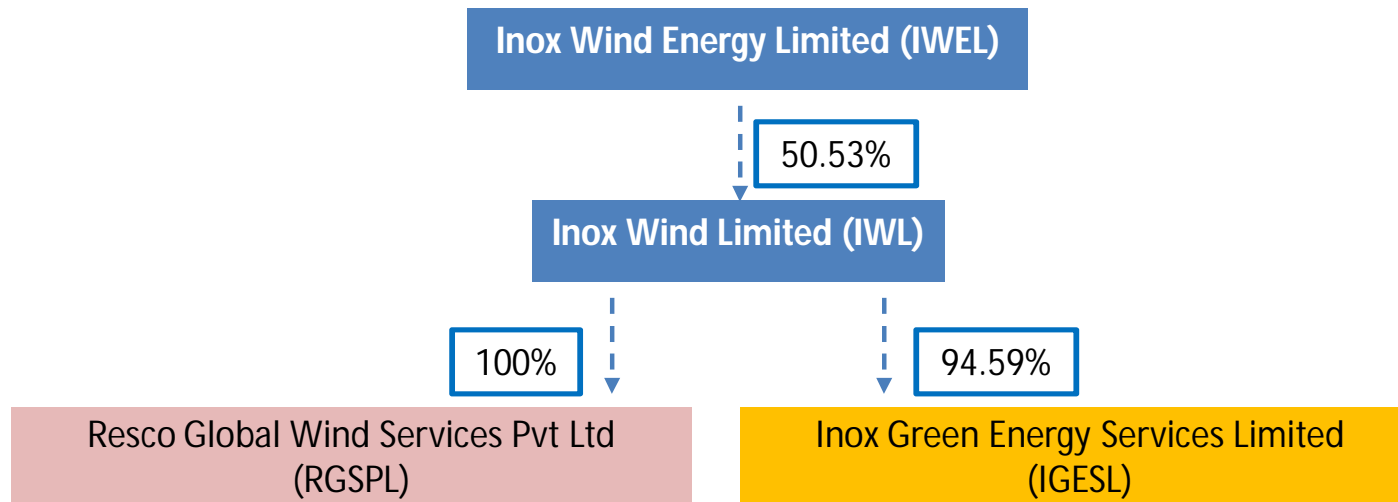 Inox Wind Energy Limited (IWEL)
50.53%
Inox Wind Limited (IWL)
100%
94.59%
Resco Global Wind Services Pvt Ltd
(RGSPL)
Inox Green Energy Services Limited
(IGESL)